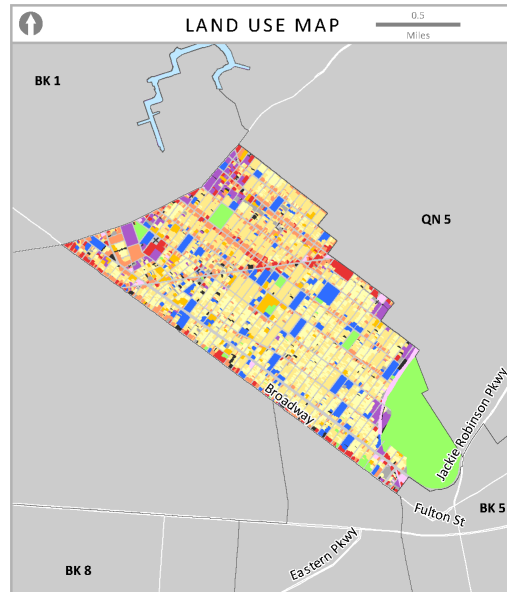 LAND USE MAP
0.5
Miles
BK 1
QN 5
Broadway
Jackie Robinson Pkwy
Fulton St
BK 5
Eastern Pkwy
BK 8